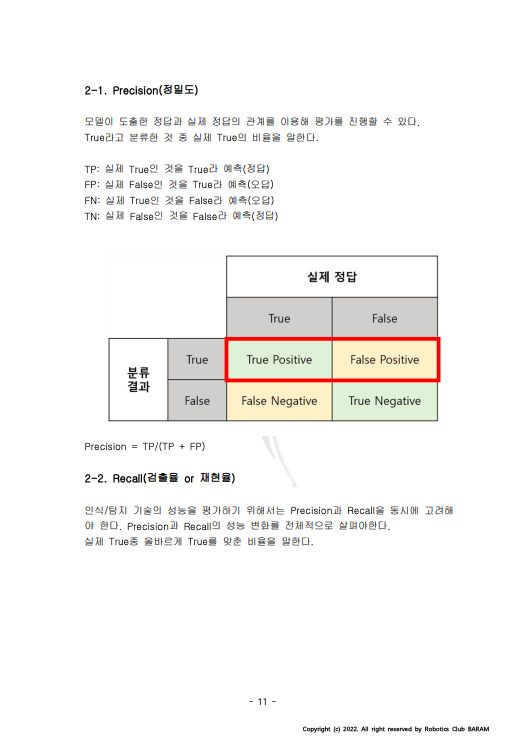 2-1. Precision(정밀도)
모델이 도출한 정답과 실제 정답의 관계를 이용해 평가를 진행할 수 있다.
True라고 분류한 것 중 실제 True의 비율을 말한다.
TP: 실제 True인 것을 True라 예측(정답)
FP: 실제 False인 것을 True라 예측(오답)
FN: 실제 True인 것을 False라 예측(오답)
TN: 실제 False인 것을 False라 예측(정답)
실제 정답
True False
분류
결과
True True Positive False Positive
False False Negative True Negative
Precision = TP/(TP + FP)
2-2. Recall(검출율 or 재현율)
인식/탐지 기술의 성능을 평가하기 위해서는 Precision과 Recall을 동시에 고려해
야 한다. Precision과 Recall의 성능 변화를 전체적으로 살펴야한다.
실제 True중 올바르게 True를 맞춘 비율을 말한다.
- 11 -
Copyright (c) 2022. All right reserved by Robotics Club BARAM